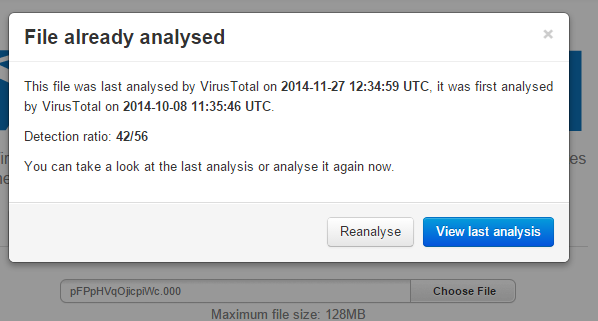 File already analysed
×
This file was last analysed by VirusTotal on 2014-11-27 12:34:59 UTC, it was first analysed
by VirusTotal on 2014-10-08 11:35:46 UTC.
Detection ratio: 42/56
You can take a look at the last analysis or analyse it again now.
Reanalyse View last analysis
pFPpHVqOjicpiWc.000 Choose File
Maximum file size: 128MB